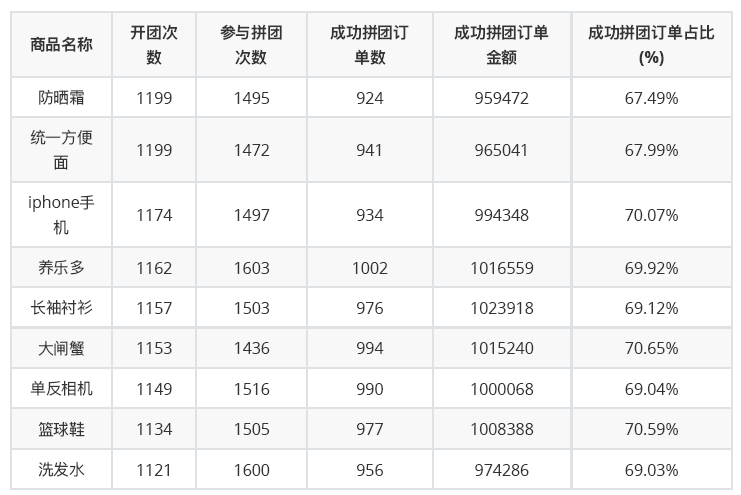 商品名称 开团次数 参与拼团次数 成功拼团订单数 成功拼团订单金额 成功拼团订单占比(%)
防晒霜 1199 1495 924 959472 67.49%
统一方便面 1199 1472 941 965041 67.99%
iphone手机 1174 1497 934 994348 70.07%
养乐多 1162 1603 1002 1016559 69.92%
长袖衬衫 1157 1503 976 1023918 69.12%
大闸蟹 1153 1436 994 1015240 70.65%
单反相机 1149 1516 990 1000068 69.04%
篮球鞋 1134 1505 977 1008388 70.59%
洗发水 1121 1600 956 974286 69.03%